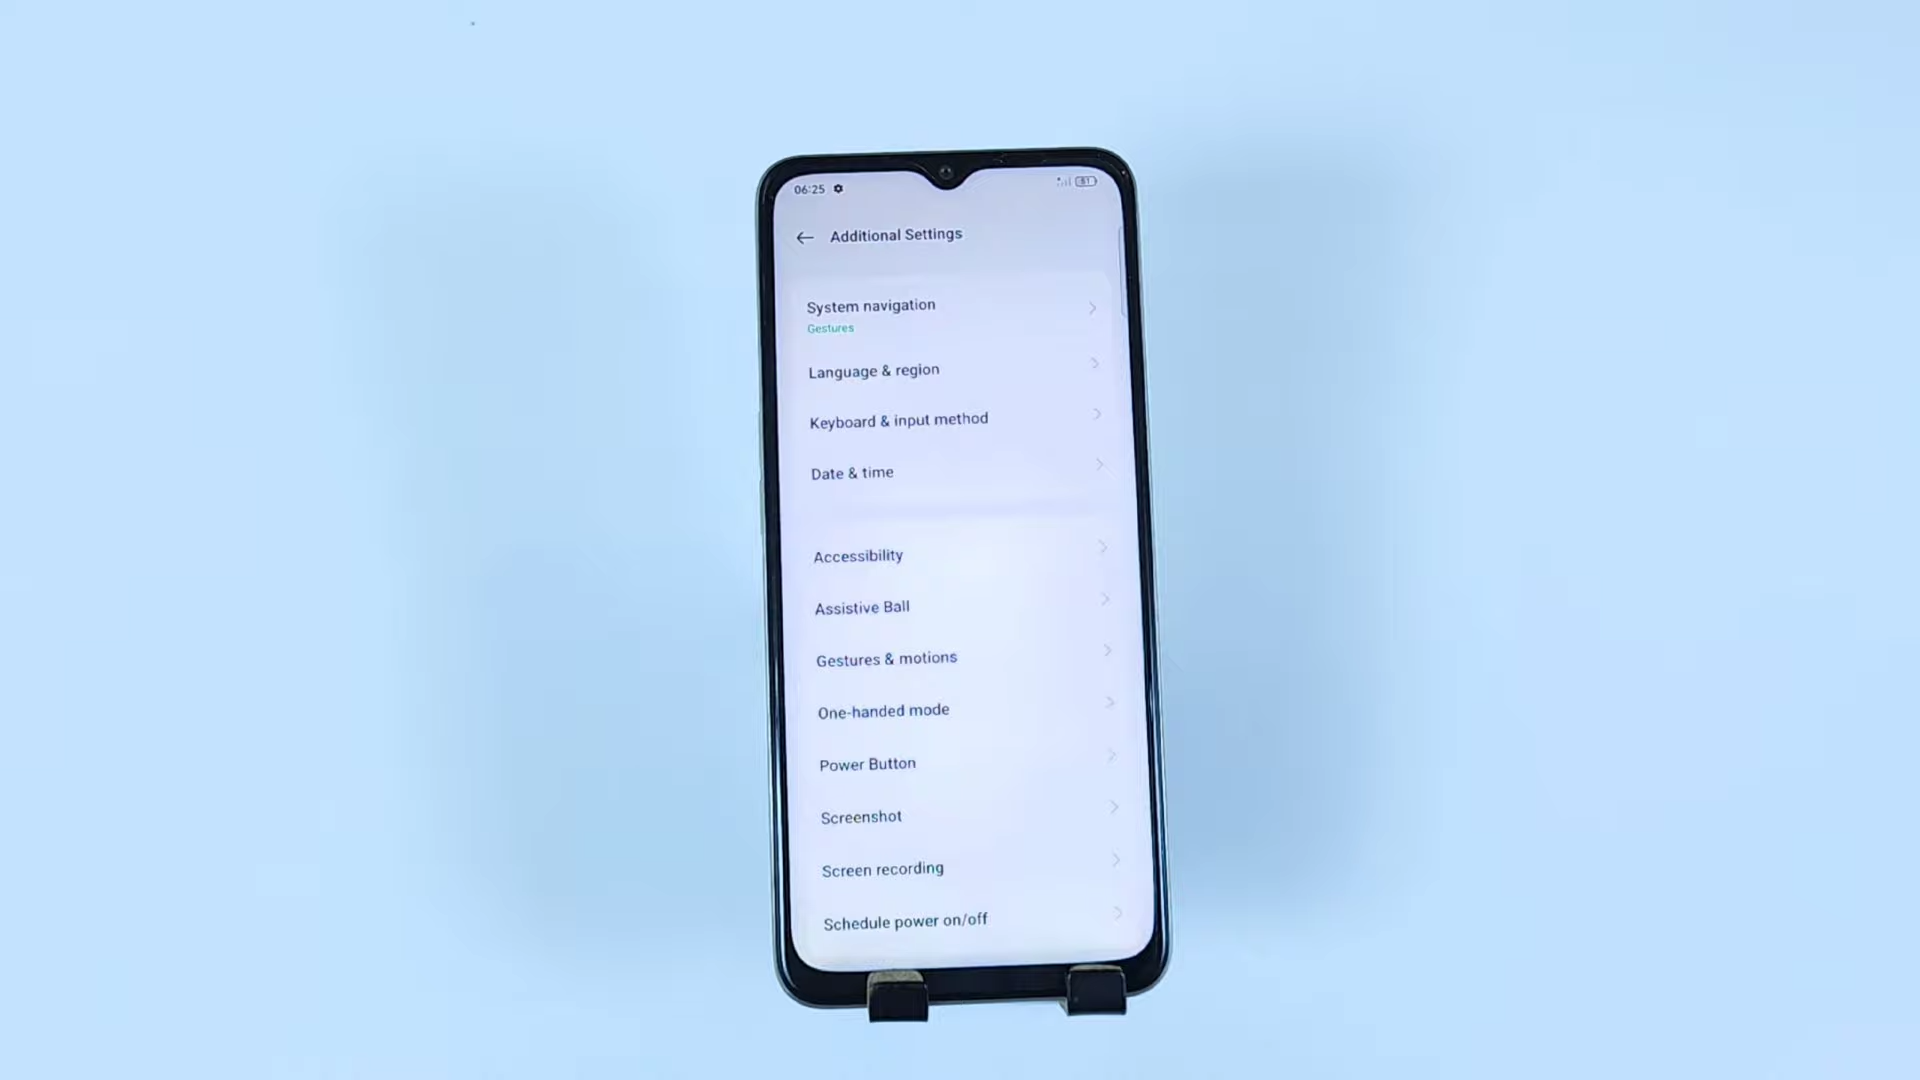 06:25
81
Additional Settings
System navigation
Gestures
Language & region
Keyboard & input method
Date & time
Accessibility
Assistive Ball
Gestures & motions
One-handed mode
Power Button
Screenshot
Screen recording
Schedule power on/off